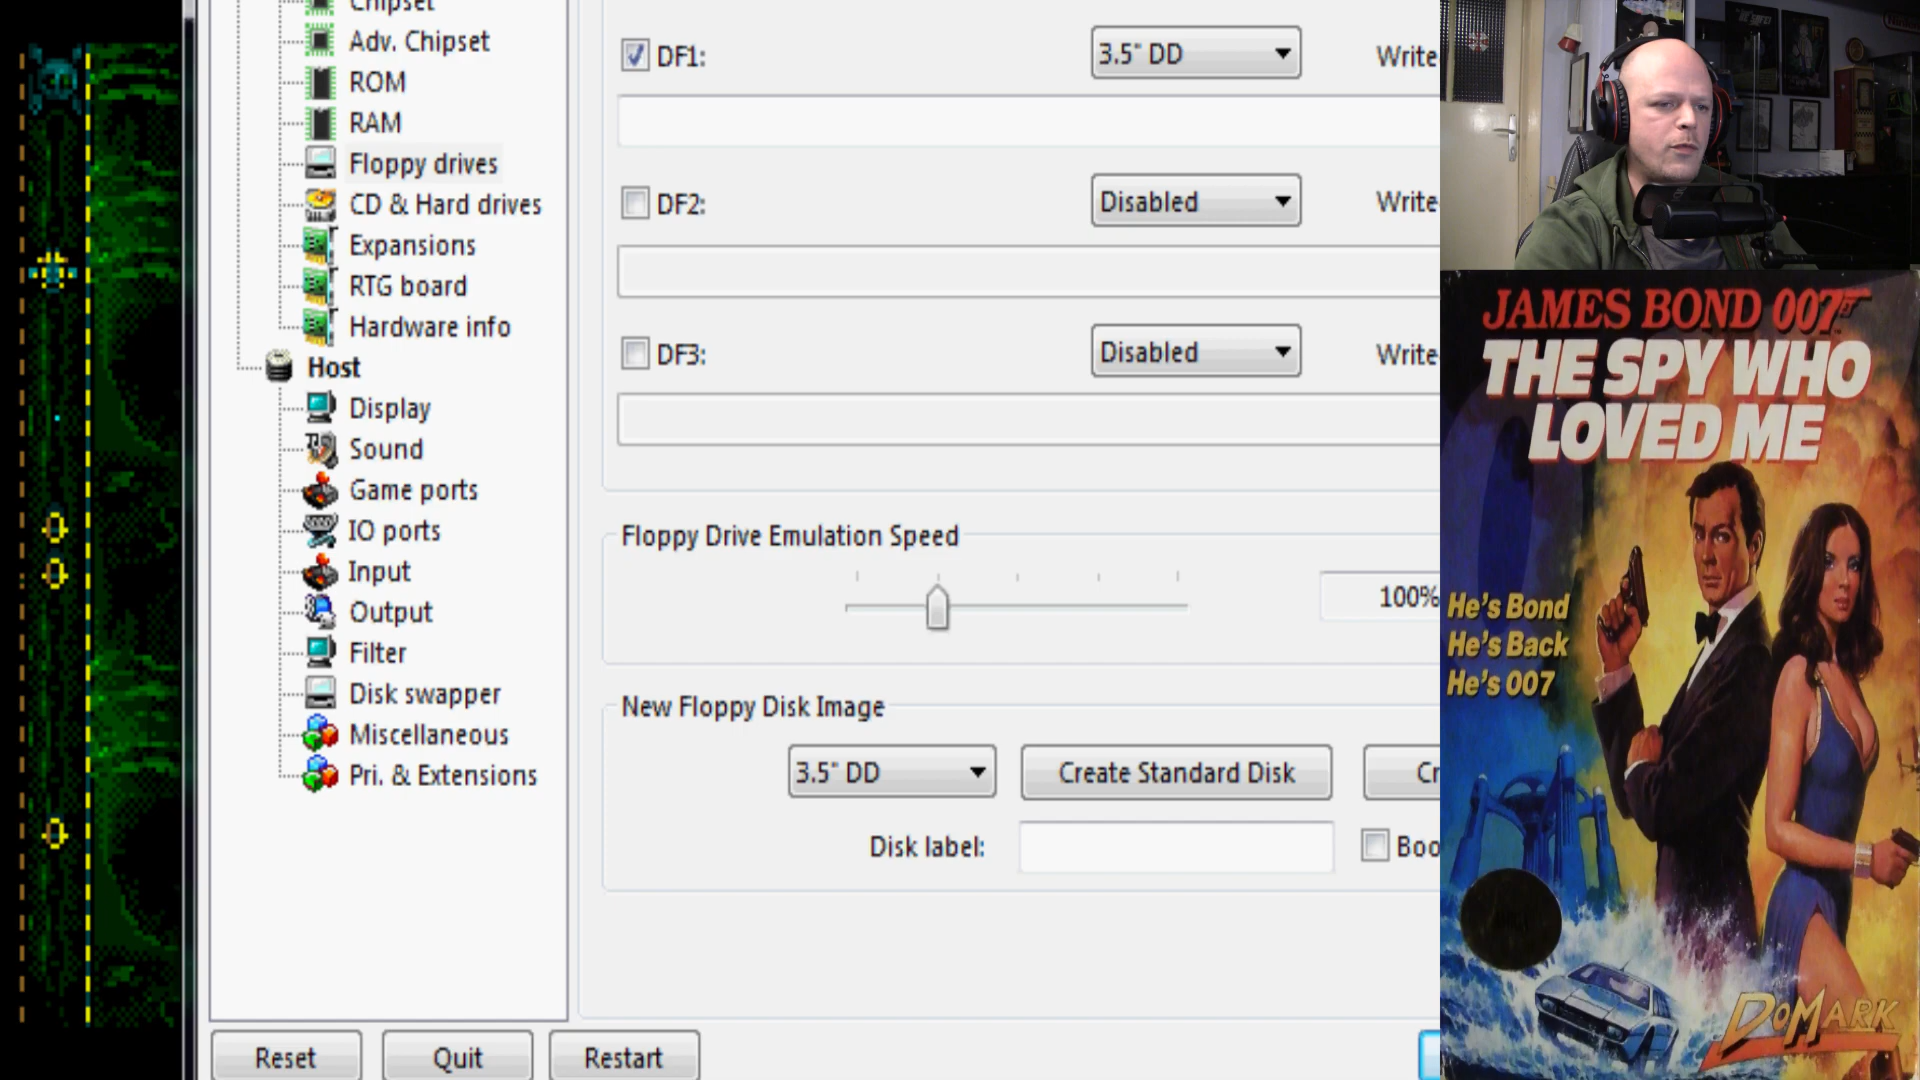 Chipset
Adv. Chipset
ROM
RAM
Floppy drives
CD & Hard drives
Expansions
RTG board
Hardware info
Host
Display
Sound
Game ports
IO ports
Input
Output
Filter
Disk swapper
Miscellaneous
Pri. & Extensions
Reset
Quit
Restart
DF1:
3.5" DD
Write
DF2:
Disabled
Write
DF3:
Disabled
Write
Floppy Drive Emulation Speed
100%
New Floppy Disk Image
3.5" DD
Create Standard Disk
Cr
Disk label:
Boo
JAMES BOND 007
THE SPY WHO
LOVED ME
He's Bond
He's Back
He's 007
DOMARK